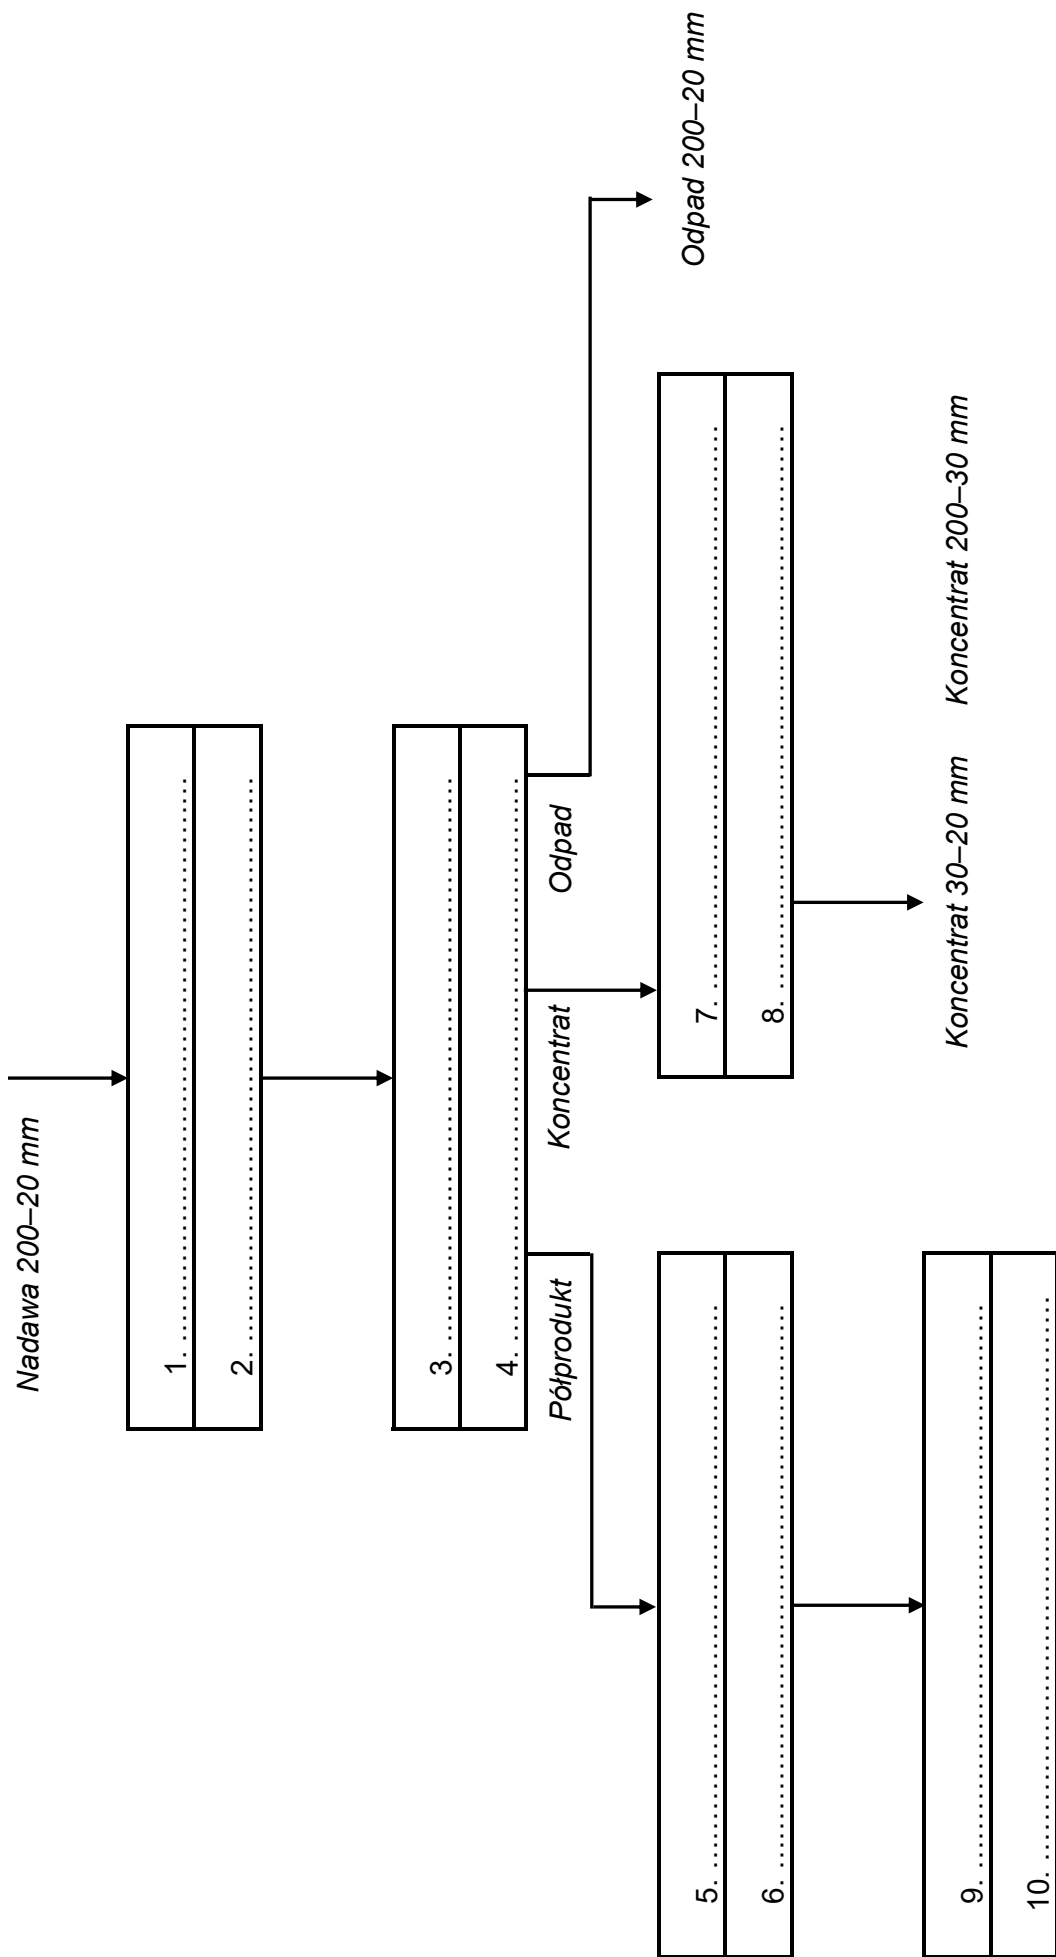 Nadawa 200–20 mm
1. ................................................
2. ................................................
3. ................................................
4. ................................................
Półprodukt
Koncentrat
Odpad
5. ................................................
6. ................................................
7. ................................................
8. ................................................
Odpad 200–20 mm
9. ................................................
10. ................................................
Koncentrat 30–20 mm
Koncentrat 200–30 mm